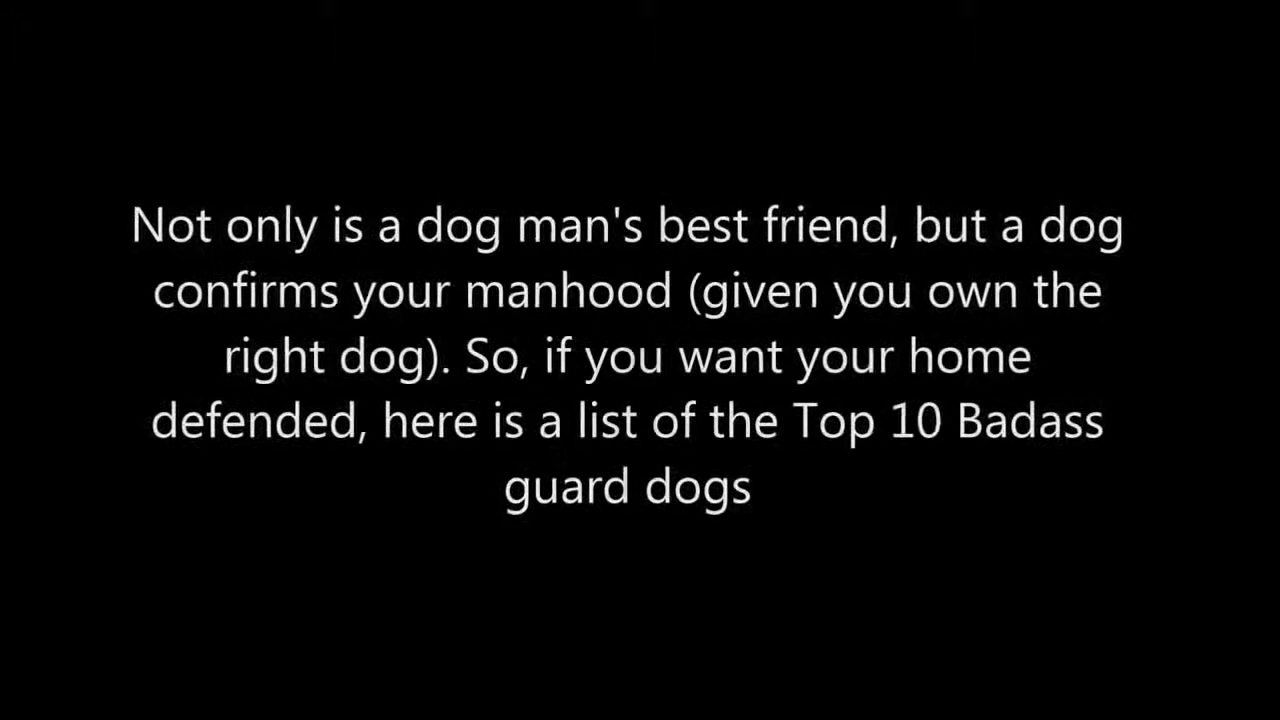 Not only is a dog man's best friend, but a dog
confirms your manhood (given you own the
right dog). So, if you want your home
defended, here is a list of the Top 10 Badass
guard dogs